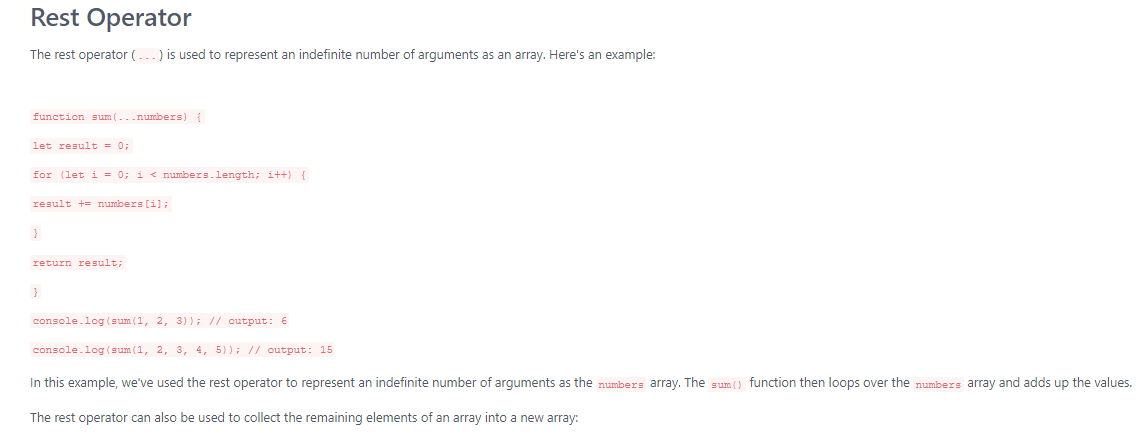 Rest Operator
The rest operator (...) is used to represent an indefinite number of arguments as an array. Here's an example:
function sum(...numbers) {
let result = 0;
for (let i = 0; i < numbers.length; i++) {
result += numbers[i];
}
return result;
}
console.log(sum(1, 2, 3)); // output: 6
console.log(sum(1, 2, 3, 4, 5)); // output: 15
In this example, we've used the rest operator to represent an indefinite number of arguments as the numbers array. The sum() function then loops over the numbers array and adds up the values.
The rest operator can also be used to collect the remaining elements of an array into a new array: